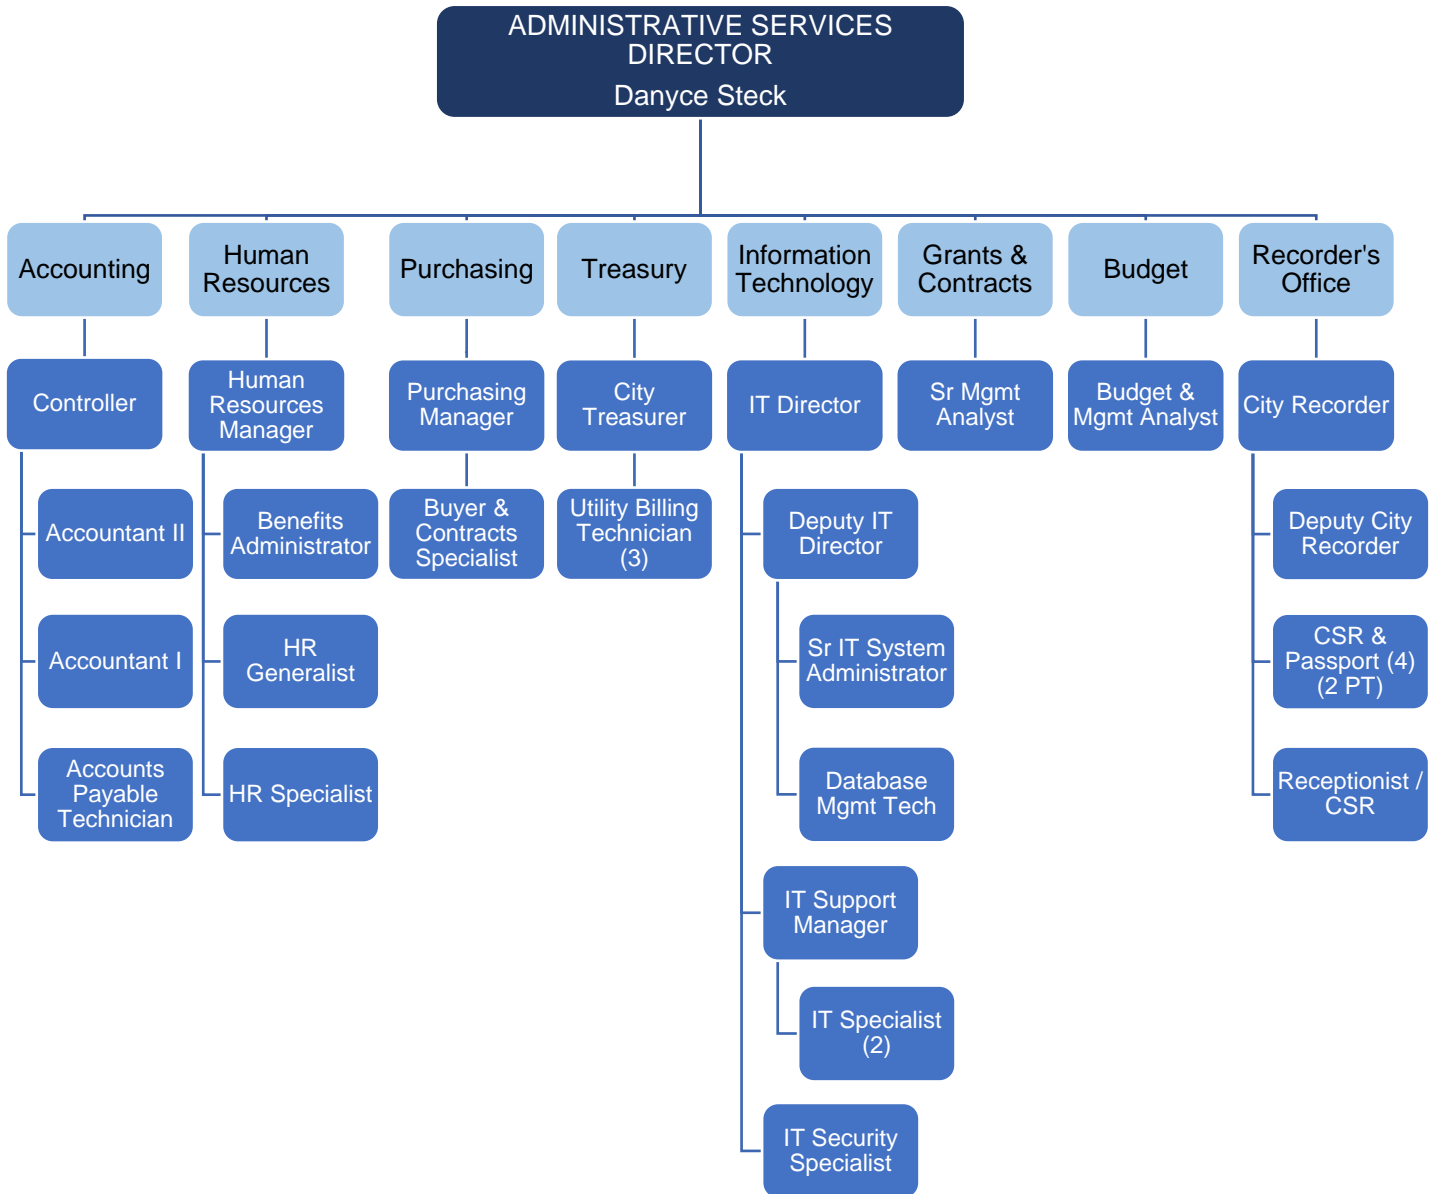 ADMINISTRATIVE SERVICES
DIRECTOR
Danyce Steck
Accounting
Human
Resources
Purchasing
Treasury
Information
Technology
Grants &
Contracts
Budget
Recorder's
Office
Controller
Human
Resources
Manager
Purchasing
Manager
City
Treasurer
IT Director
Sr Mgmt
Analyst
Budget &
Mgmt Analyst
City Recorder
Accountant II
Benefits
Administrator
Buyer &
Contracts
Specialist
Utility Billing
Technician
(3)
Deputy IT
Director
Deputy City
Recorder
Accountant I
HR
Generalist
Sr IT System
Administrator
CSR &
Passport (4)
(2 PT)
Accounts
Payable
Technician
HR Specialist
Database
Mgmt Tech
Receptionist /
CSR
IT Support
Manager
IT Specialist
(2)
IT Security
Specialist